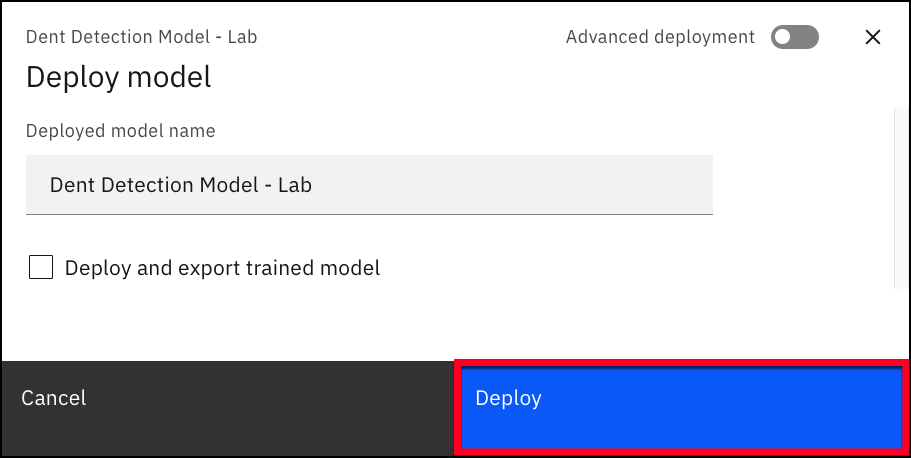 Dent Detection Model - Lab
Advanced deployment
Deploy model
Deployed model name
Dent Detection Model - Lab
Deploy and export trained model
Cancel
Deploy